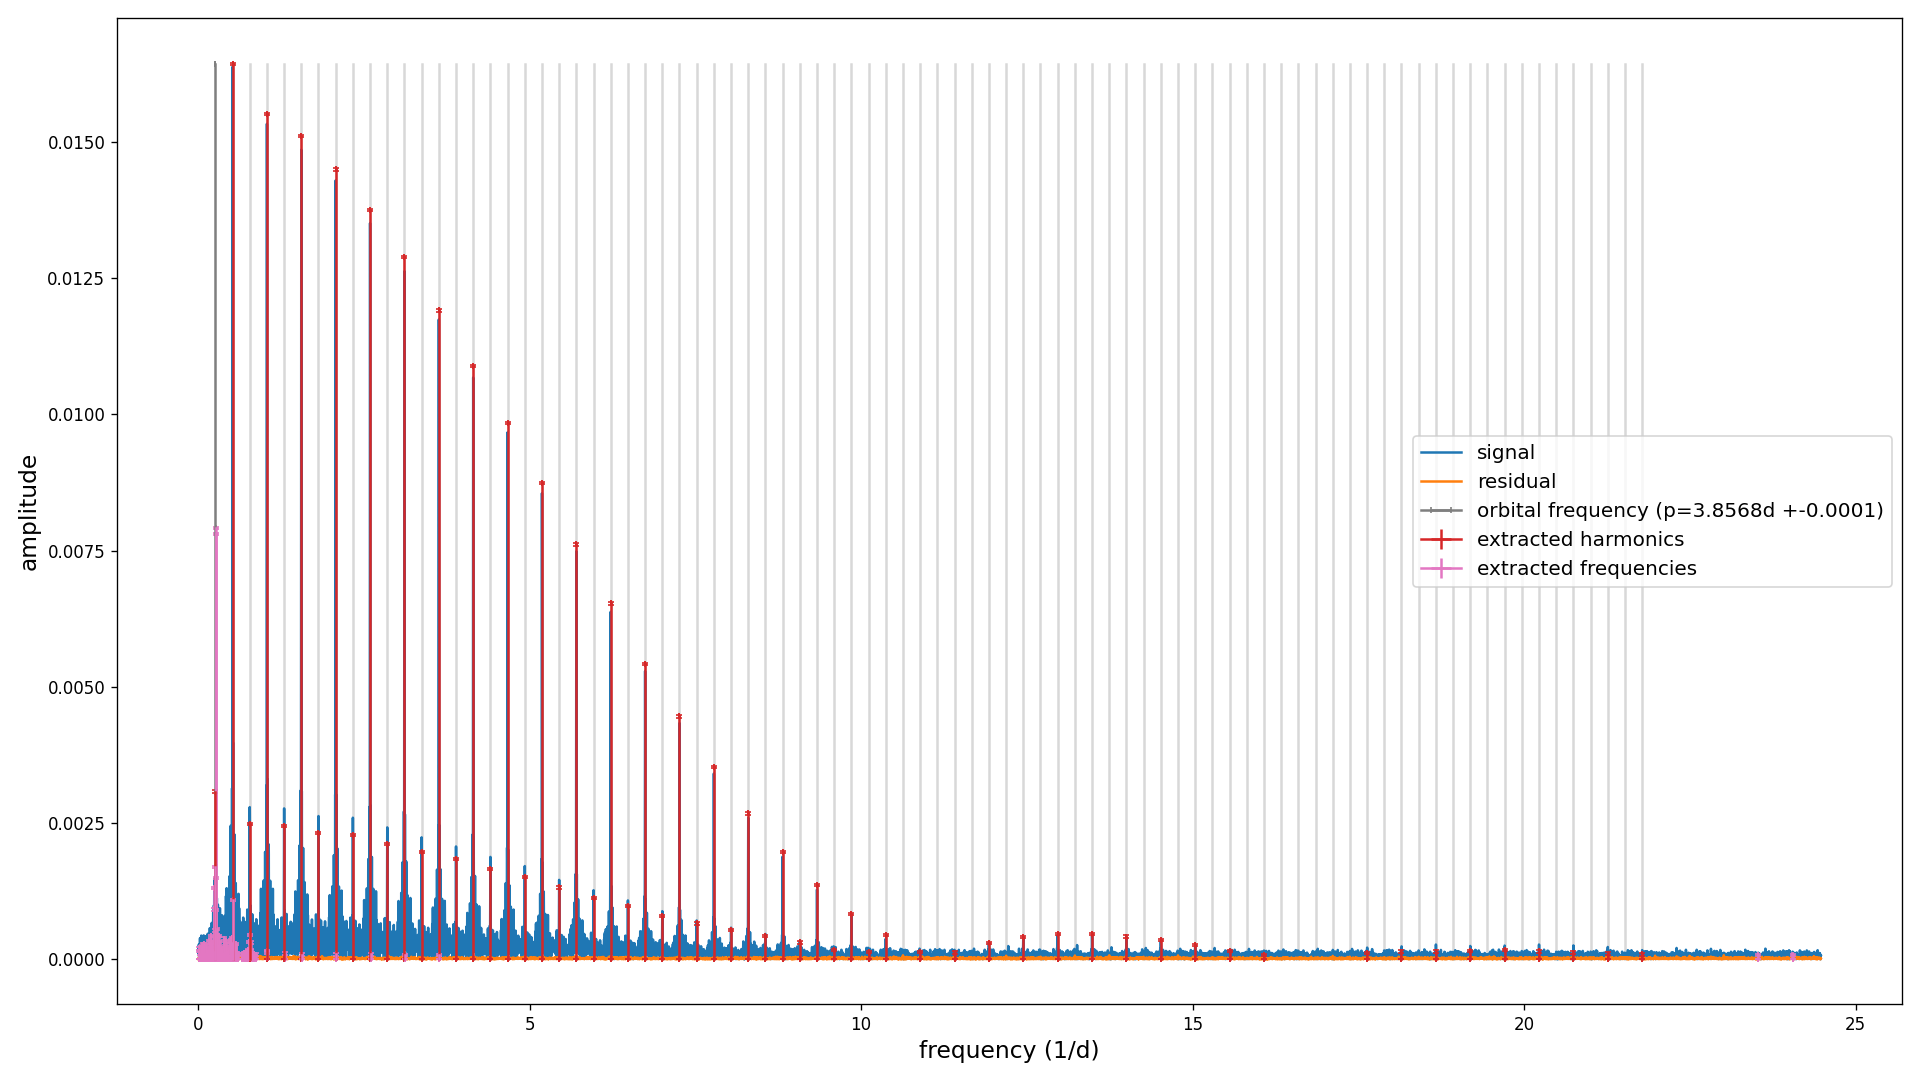 0.0150
0.0125
0.0100
0.0075
0.0050
0.0025
0.0000
amplitude
signal
residual
orbital frequency (p=3.8568d +-0.0001)
extracted harmonics
extracted frequencies
0 5 10 15 20 25
frequency (1/d)